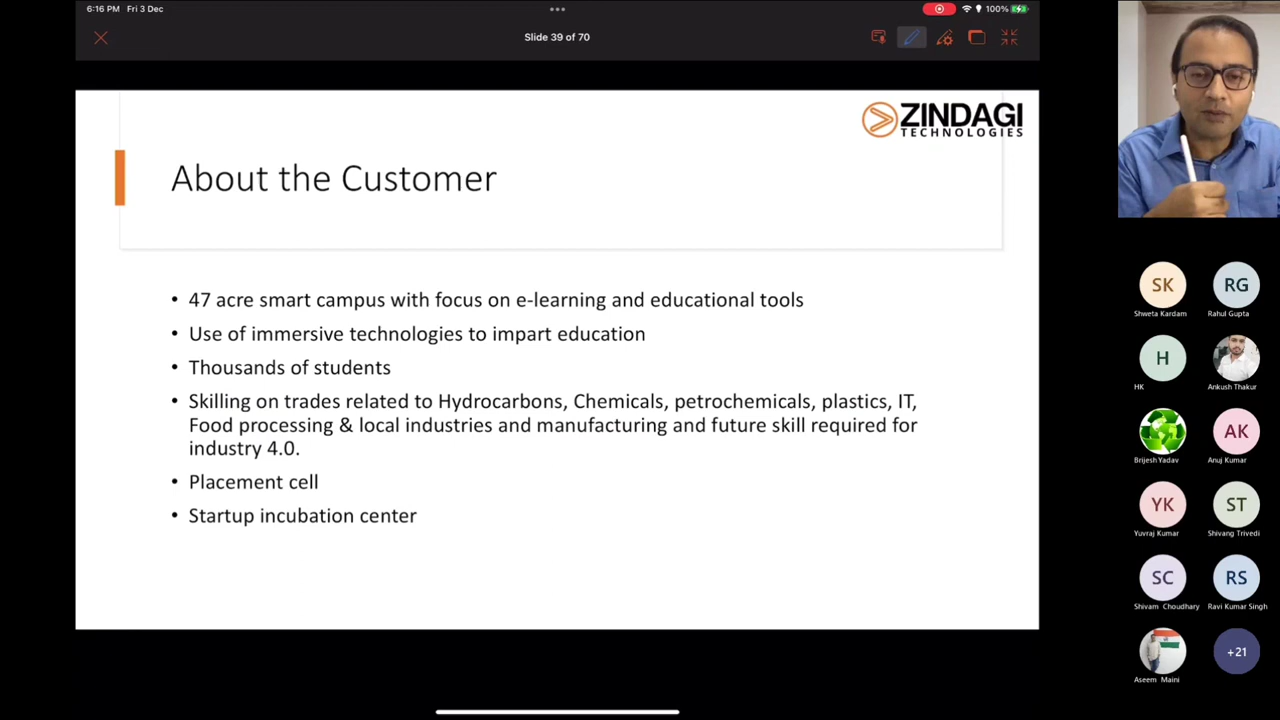 6:16 PM Fri 3 Dec
100%
Slide 39 of 70
ZINDAGI
TECHNOLOGIES
About the Customer
• 47 acre smart campus with focus on e-learning and educational tools
• Use of immersive technologies to impart education
• Thousands of students
• Skilling on trades related to Hydrocarbons, Chemicals, petrochemicals, plastics, IT,
Food processing & local industries and manufacturing and future skill required for
industry 4.0.
• Placement cell
• Startup incubation center
SK
RG
Shweta Kardam
Rahul Gupta
H
HK
Ankush Thakur
AK
Brijesh Yadav
Anuj Kumar
YK
ST
Yuvraj Kumar
Shivang Trivedi
SC
RS
Shivam Choudhary
Ravi Kumar Singh
+21
Aseem Maini